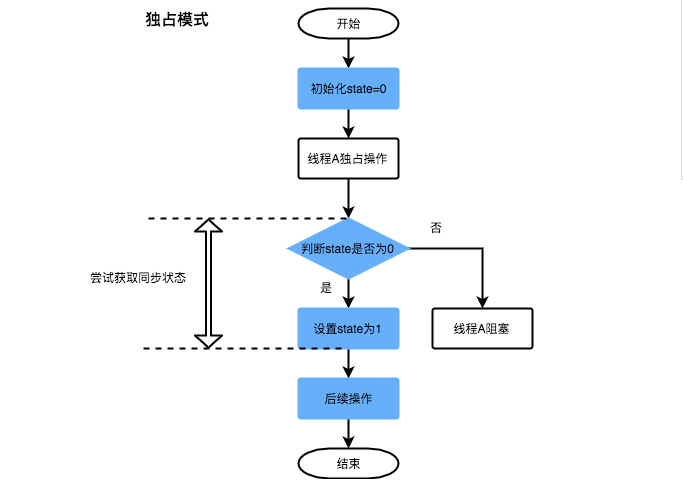 独占模式
开始
初始化state=0
线程A独占操作
判断state是否为0
否
尝试获取同步状态
是
设置state为1
线程A阻塞
后续操作
结束